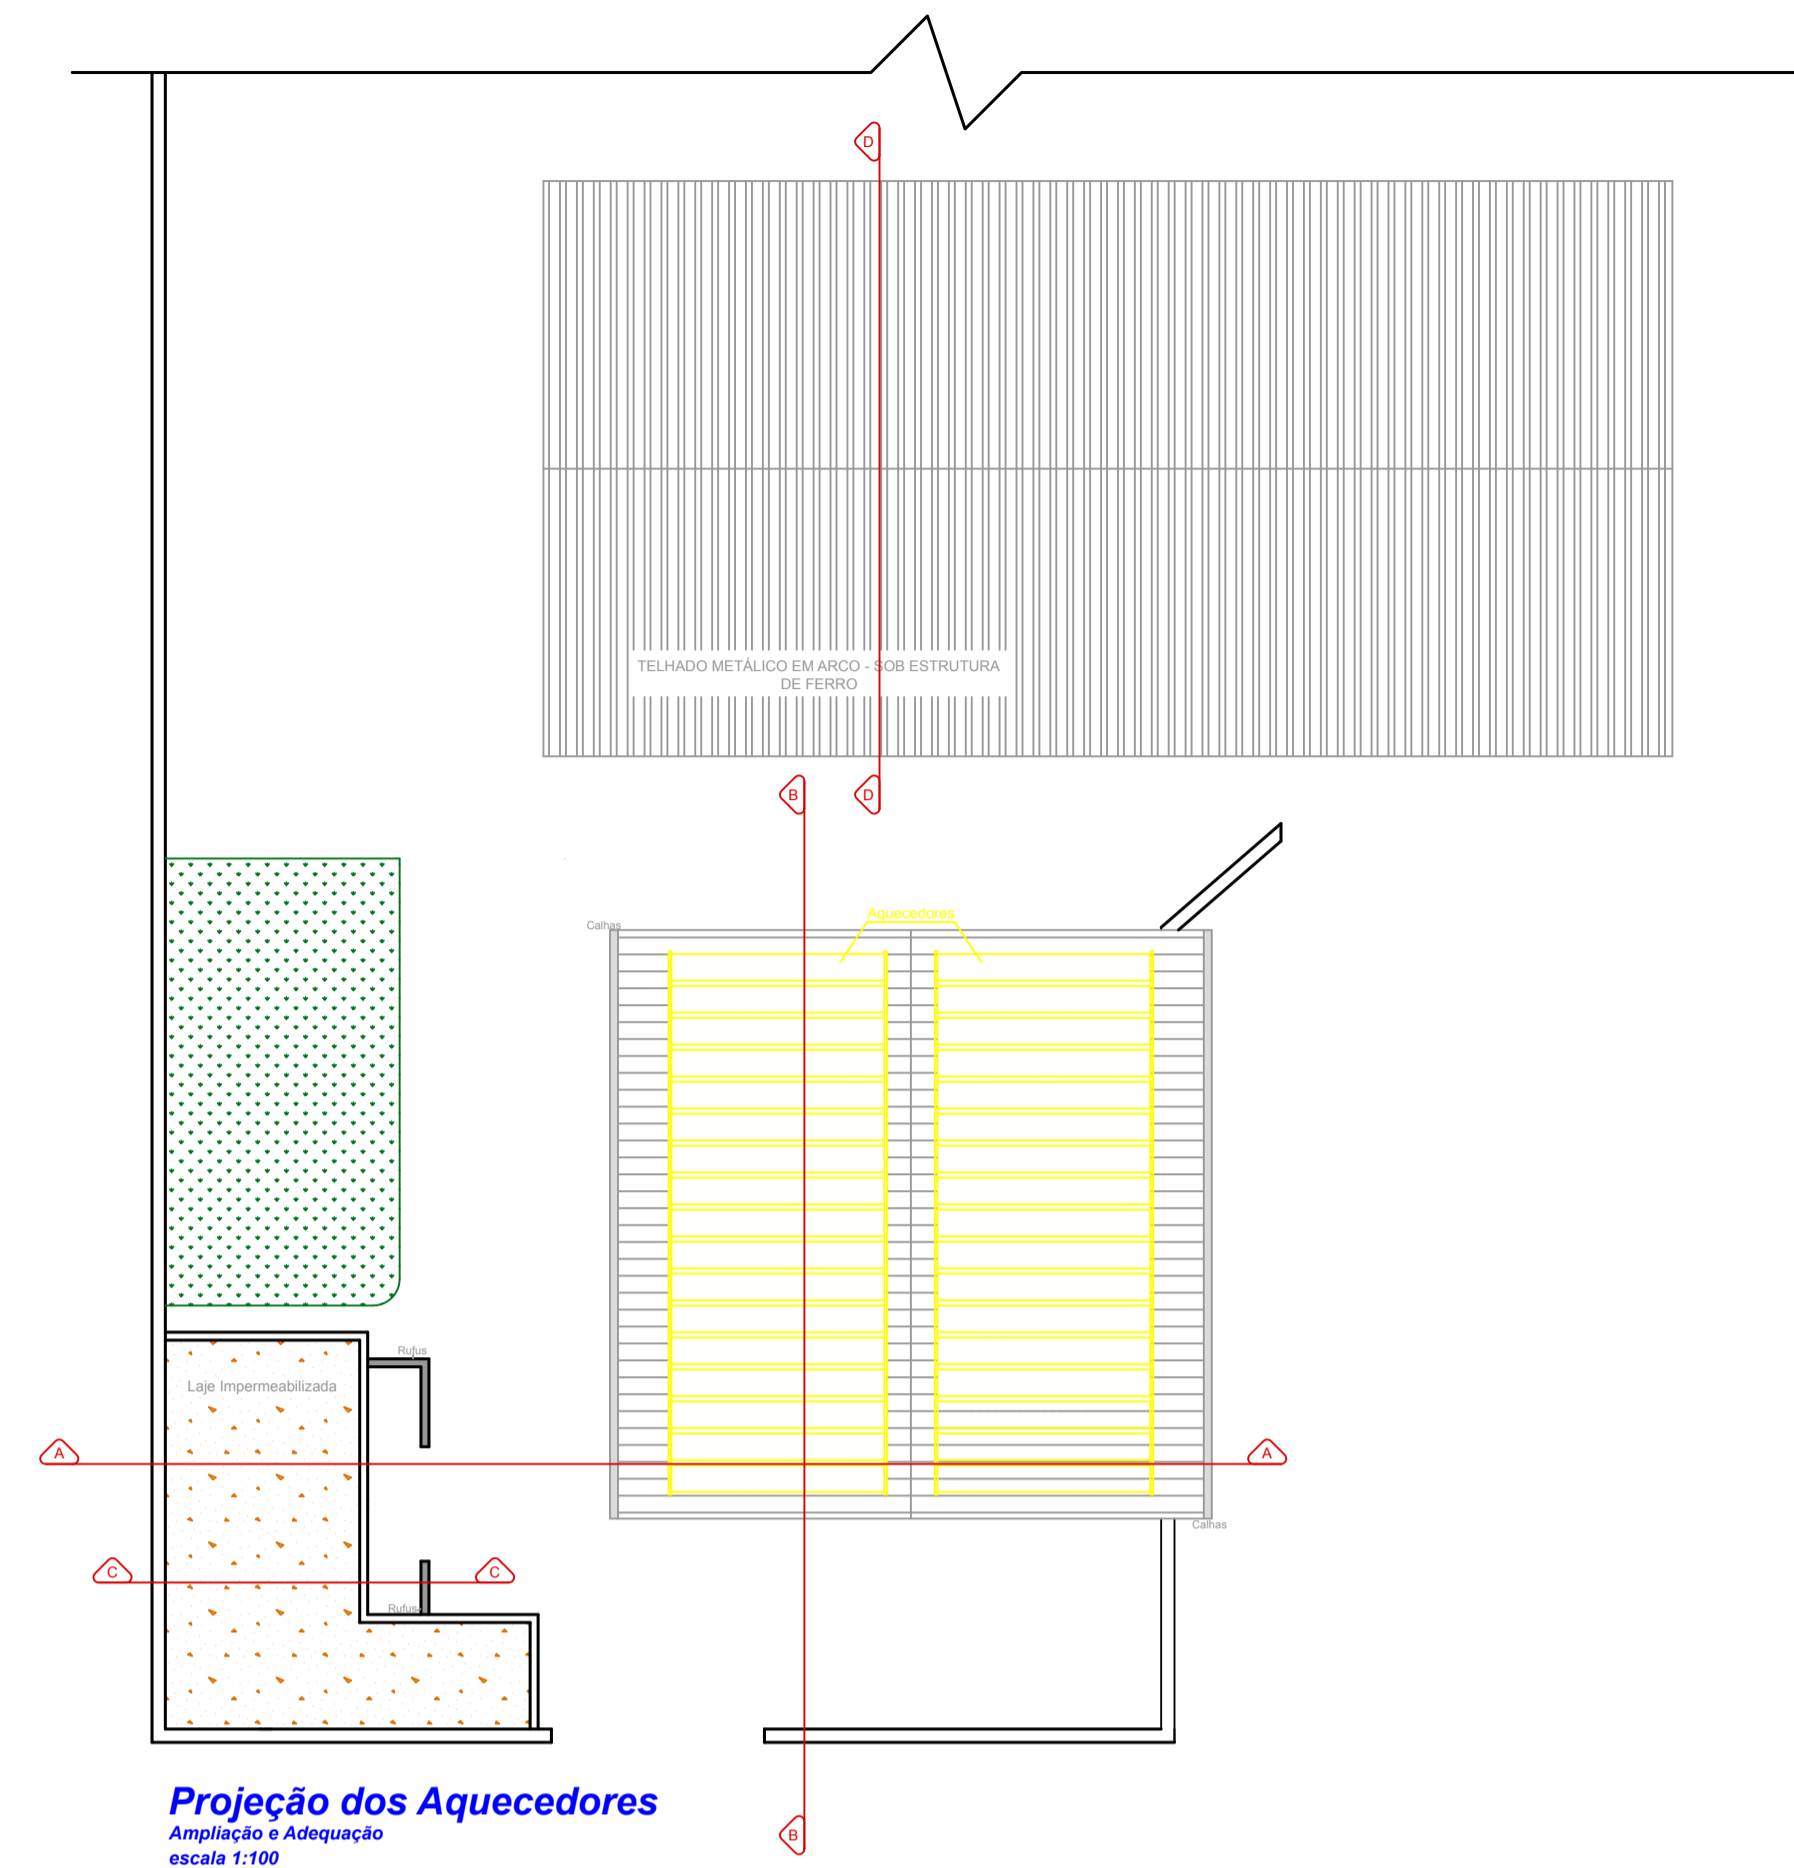 D
TELHADO METÁLICO EM ARCO - SOB ESTRUTURA
DE FERRO
B
D
Aquecedores
Calhas
Rufus
Laje Impermeabilizada
A
A
Calhas
C
C
Rufus
Projeção dos Aquecedores
Ampliação e Adequação
escala 1:100
B